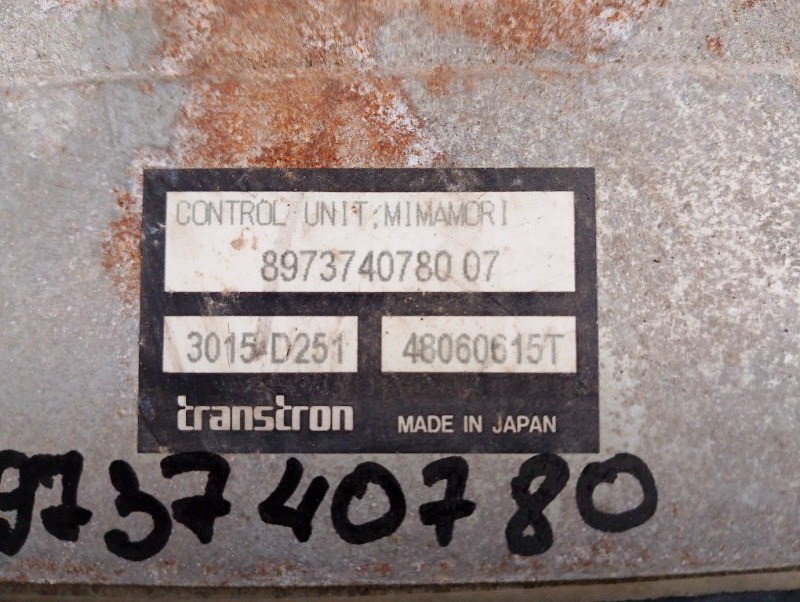 CONTROL UNIT;MIMAMORI
8973740780 07
3015-D251 48060615T
transtron MADE IN JAPAN
973740780